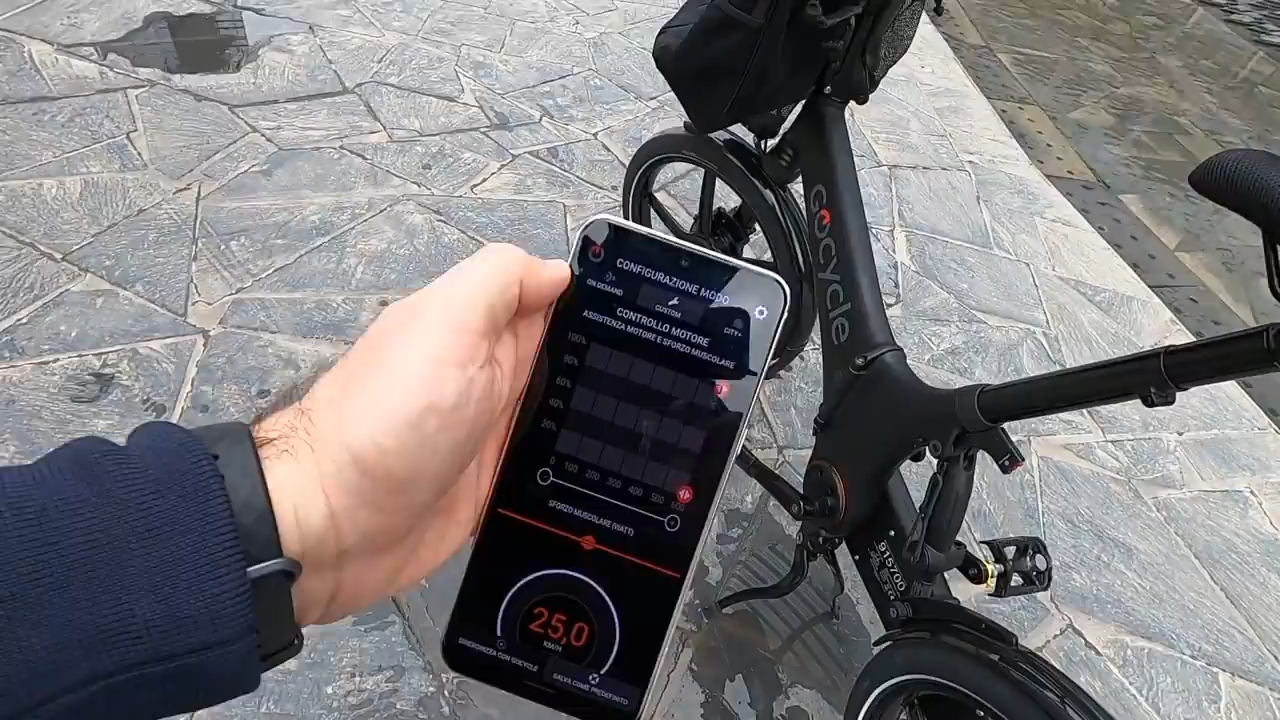 GOCYCLE
CONFIGURAZIONE MODO
ON DEMAND
CUSTOM
CITY+
CONTROLLO MOTORE
ASSISTENZA MOTORE E SFORZO MUSCOLARE
100%
80%
60%
40%
20%
0 100 200 300 400 500 600
SFORZO MUSCOLARE (WATT)
25,0
KM/H
SINCRONIZZA CON GOCYCLE
SALVA COME PREDEFINITO
915700